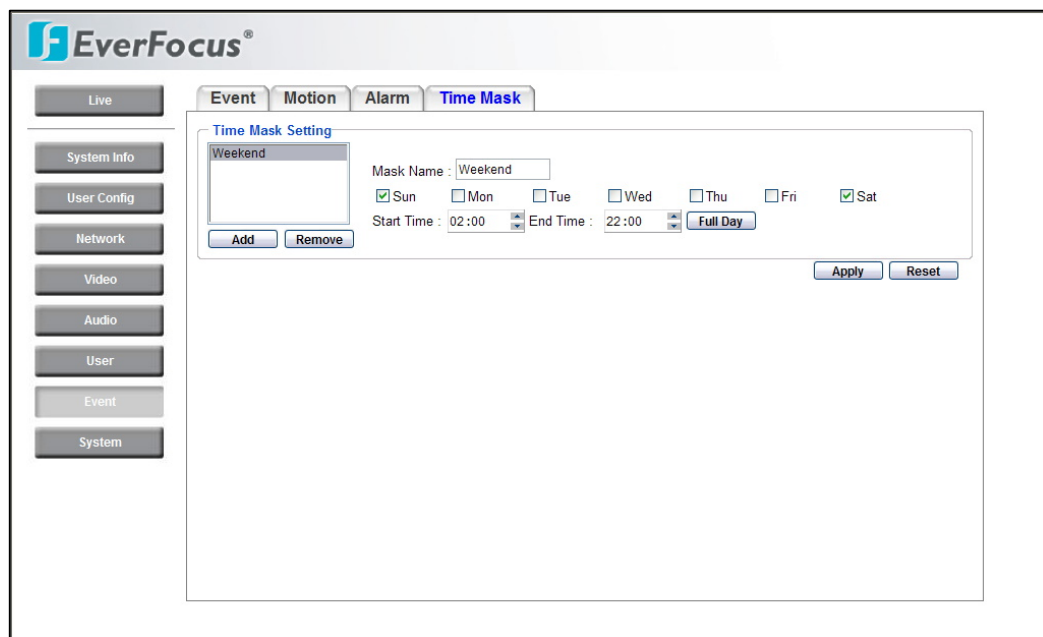 EverFocus®
Live
Event Motion Alarm Time Mask
Time Mask Setting
Weekend
Mask Name : Weekend
Sun Mon Tue Wed Thu Fri Sat
Start Time : 02:00 End Time : 22:00 Full Day
Add Remove
Apply Reset
System Info
User Config
Network
Video
Audio
User
Event
System